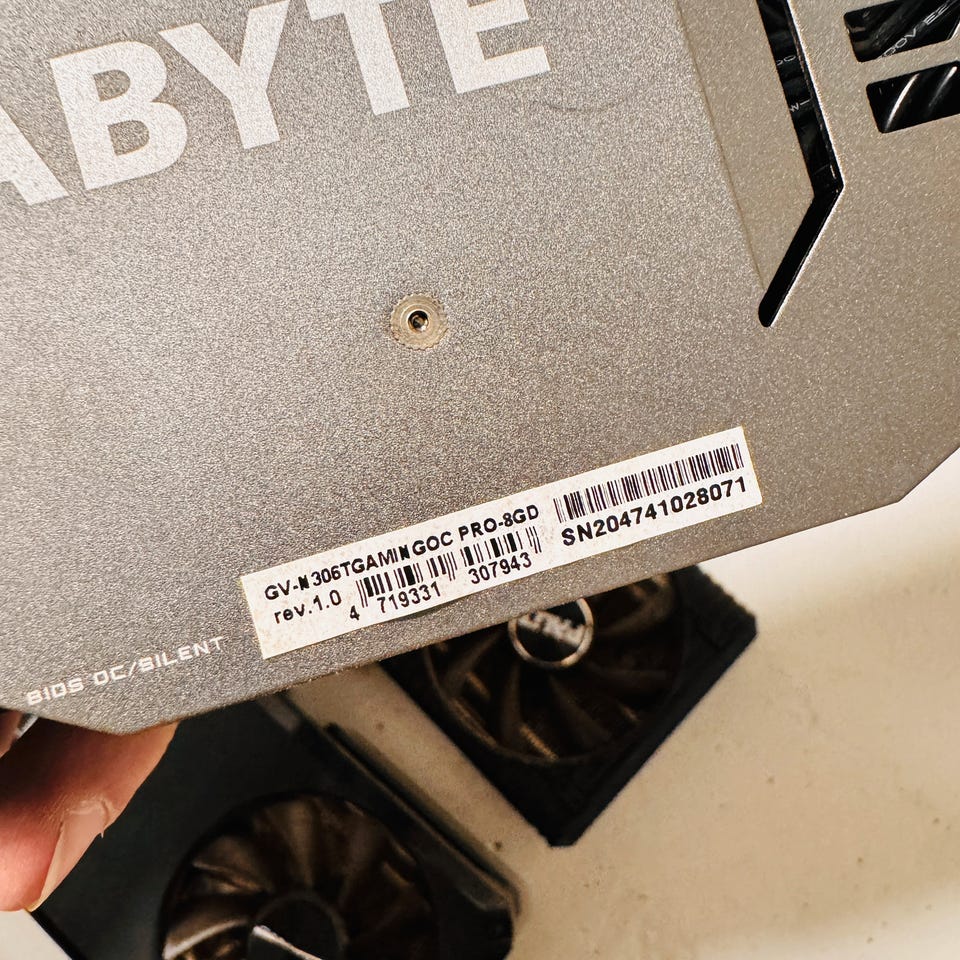 ABYTE
GV-N306TGAMINGOC PRO-8GD
rev.1.0
4 719331 307943
SN204741028071
BIOS OC/SILENT